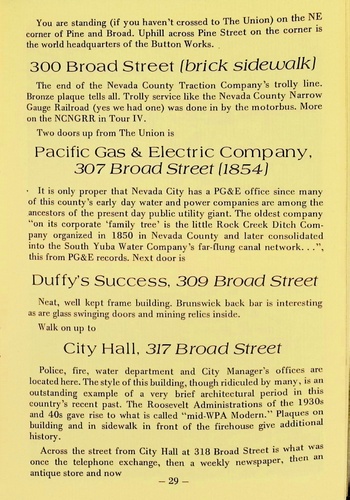 You are standing (if you haven't crossed to The Union) on the NE
corner of Pine and Broad. Uphill across Pine Street on the corner is
the world headquarters of the Button Works.
300 Broad Street (brick sidewalk)
The end of the Nevada County Traction Company's trolly line.
Bronze plaque tells all. Trolly service like the Nevada County Narrow
Gauge Railroad (yes we had one) was done in by the motorbus. More
on the NCNGRR in Tour IV.
Two doors up from The Union is
Pacific Gas & Electric Company,
307 Broad Street (1854)
It is only proper that Nevada City has a PG&E office since many
of this county's early day water and power companies are among the
ancestors of the present day public utility giant. The oldest company
"on its corporate 'family tree' is the little Rock Creek Ditch Com-
pany organized in 1850 in Nevada County and later consolidated
into the South Yuba Water Company's far-flung canal network. . .",
this from PG&E records. Next door is
Duffy's Success, 309 Broad Street
Neat, well kept frame building. Brunswick back bar is interesting
as are glass swinging doors and mining relics inside.
Walk on up to
City Hall, 317 Broad Street
Police, fire, water department and City Manager's offices are
located here. The style of this building, though ridiculed by many, is an
outstanding example of a very brief architectural period in this
country's recent past. The Roosevelt Administrations of the 1930s
and 40s gave rise to what is called "mid-WPA Modern." Plaques on
building and in sidewalk in front of the firehouse give additional
history.
Across the street from City Hall at 318 Broad Street is what was
once the telephone exchange, then a weekly newspaper, then an
antique store and now
— 29 —